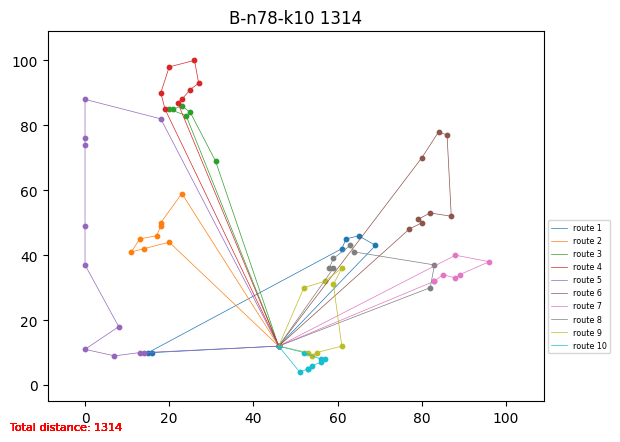 B-n78-k10 1314
100
80
60
40
20
0
0 20 40 60 80 100
route 1
route 2
route 3
route 4
route 5
route 6
route 7
route 8
route 9
route 10
Total distance: 1314